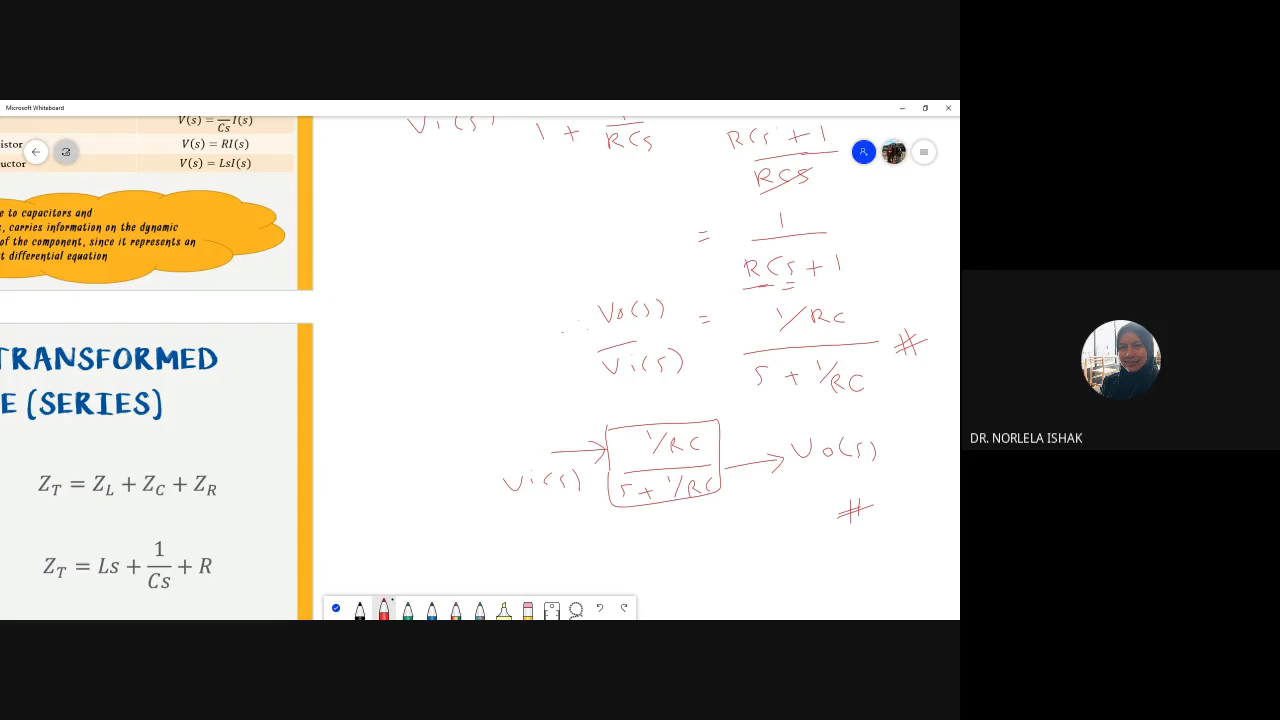 Microsoft Whiteboard
V(s) = 1/Cs I(s)
istor V(s) = RI(s)
uctor V(s) = LsI(s)
e to capacitors and
s, carries information on the dynamic
of the component, since it represents an
t differential equation
TRANSFORMED
E (SERIES)
Z_T = Z_L + Z_C + Z_R
Z_T = Ls + 1/Cs + R
Vi(s)
1 + 1/RCs
RCs + 1
RCs
= 1
RCs + 1
∴ Vo(s) = 1/RC #
Vi(s) s + 1/RC
1/RC
s + 1/RC
Vi(s)
Vo(s)
#
DR. NORLELA ISHAK